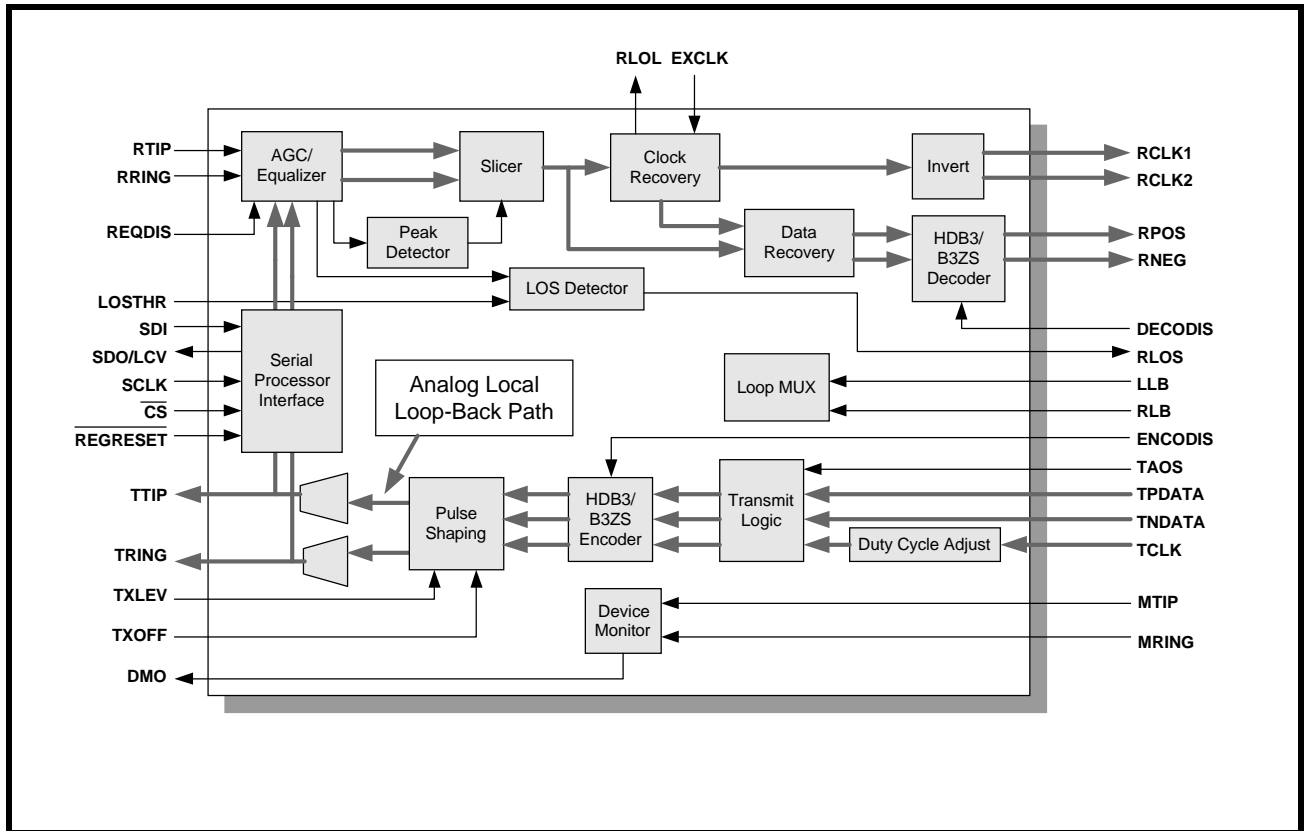 RLOL EXCLK
RTIP
RRING
REQDIS
LOSTHR
SDI
SDO/LCV
SCLK
CS
REGRESET
TTIP
TRING
TXLEV
TXOFF
DMO
AGC/
Equalizer
Slicer
Clock
Recovery
Invert
Peak
Detector
Data
Recovery
HDB3/
B3ZS
Decoder
LOS Detector
Serial
Processor
Interface
Analog Local
Loop-Back Path
Loop MUX
Pulse
Shaping
HDB3/
B3ZS
Encoder
Transmit
Logic
Duty Cycle Adjust
Device
Monitor
RCLK1
RCLK2
RPOS
RNEG
DECODIS
RLOS
LLB
RLB
ENCODIS
TAOS
TPDATA
TNDATA
TCLK
MTIP
MRING